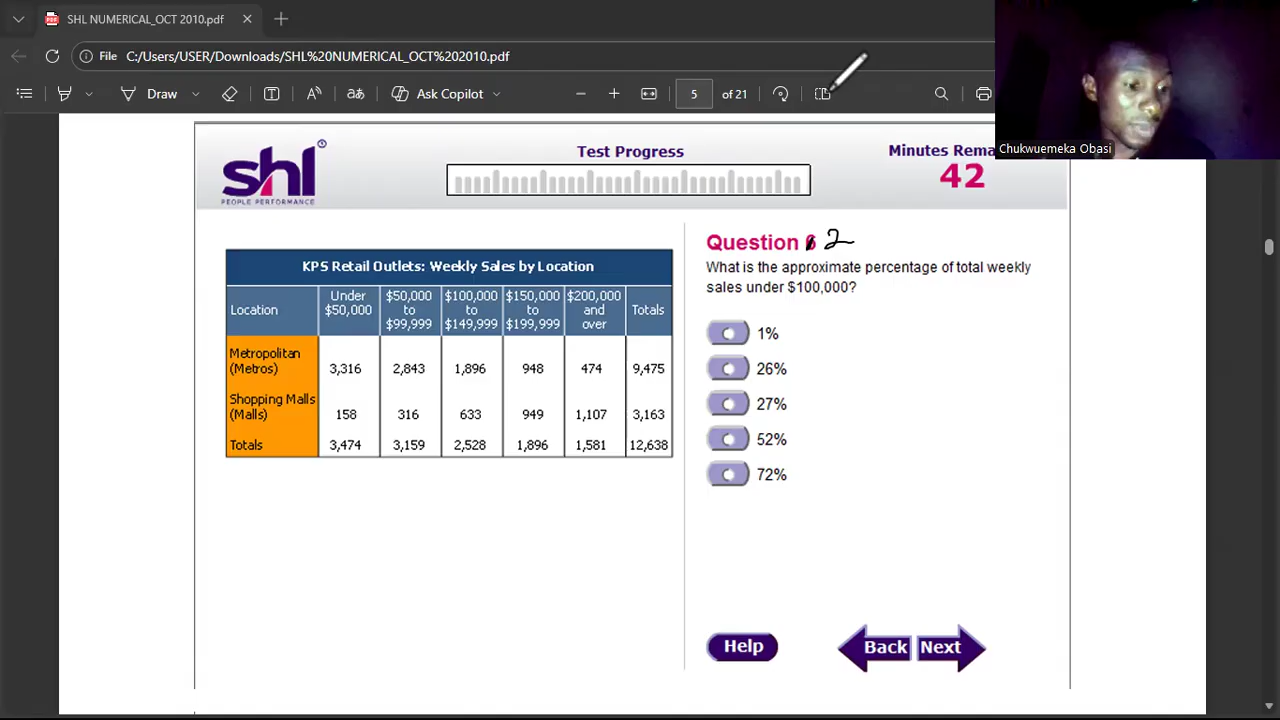 SHL NUMERICAL_OCT 2010.pdf
File C:/Users/USER/Downloads/SHL%20NUMERICAL_OCT%202010.pdf
Draw
Ask Copilot
5 of 21
Chukwuemeka Obasi
shl
PEOPLE PERFORMANCE
Test Progress
Minutes Rema
42
KPS Retail Outlets: Weekly Sales by Location
Location Under $50,000 $50,000 to $99,999 $100,000 to $149,999 $150,000 to $199,999 $200,000 and over Totals
Metropolitan (Metros) 3,316 2,843 1,896 948 474 9,475
Shopping Malls (Malls) 158 316 633 949 1,107 3,163
Totals 3,474 3,159 2,528 1,896 1,581 12,638
Question 2
What is the approximate percentage of total weekly
sales under $100,000?
1%
26%
27%
52%
72%
Help
Back Next